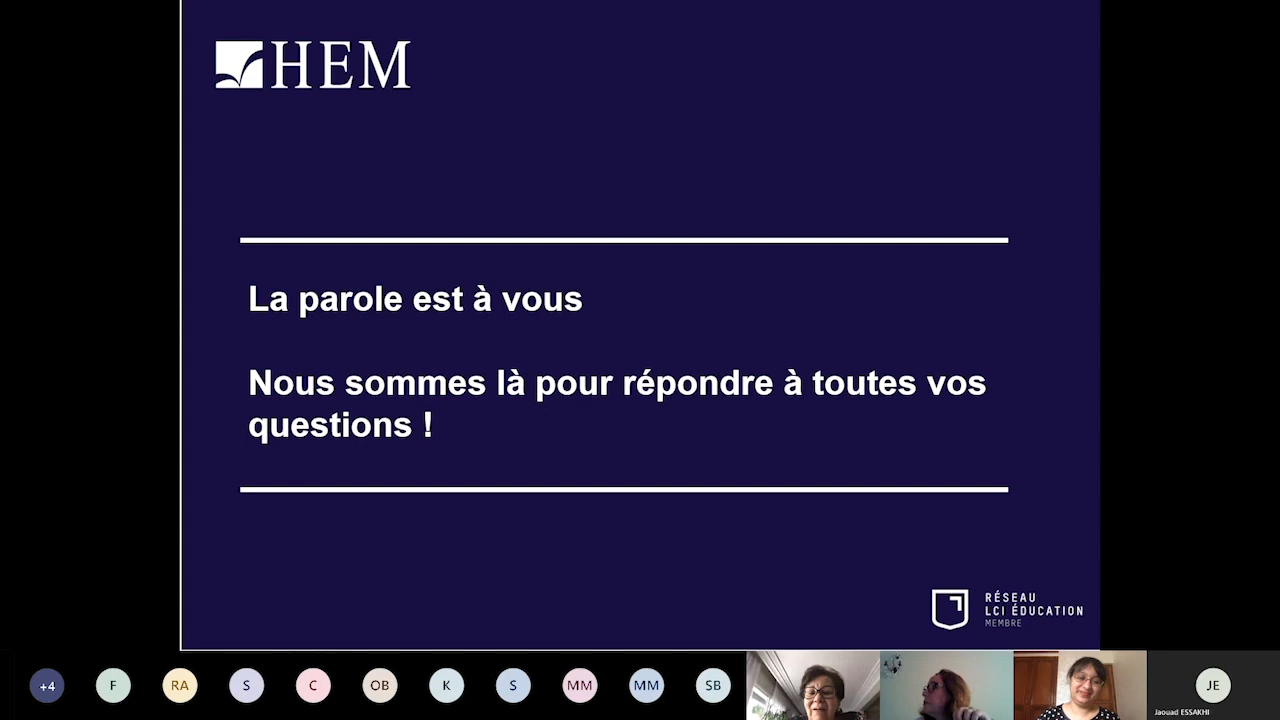 HEM
La parole est à vous
Nous sommes là pour répondre à toutes vos
questions !
RÉSEAU
LCI ÉDUCATION
MEMBRE
+4
F
RA
S
C
OB
K
S
MM
MM
SB
JE
Jaouad ESSAKHI